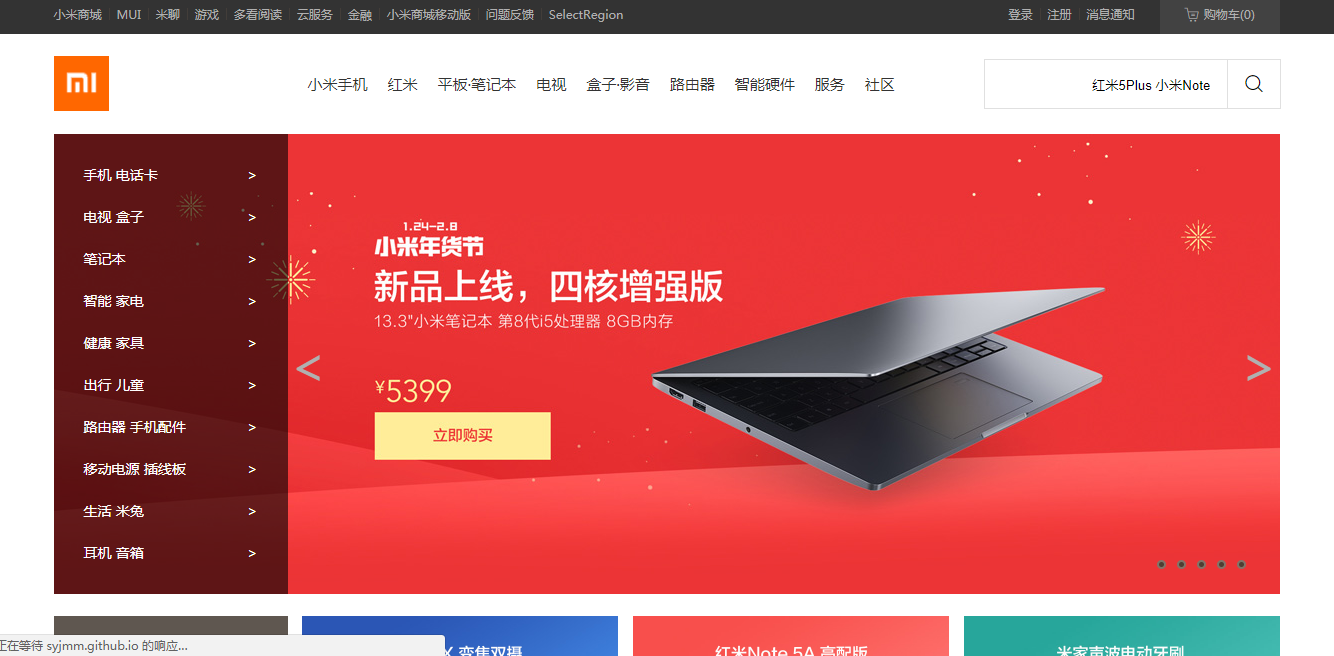 小米商城 MUI 米聊 游戏 多看阅读 云服务 金融 小米商城移动版 问题反馈 SelectRegion 登录 注册 消息通知 购物车(0)
MI 小米手机 红米 平板·笔记本 电视 盒子·影音 路由器 智能硬件 服务 社区 红米5Plus 小米Note
手机 电话卡 >
电视 盒子 >
笔记本 >
智能 家电 >
健康 家具 >
出行 儿童 >
路由器 手机配件 >
移动电源 插线板 >
生活 米兔 >
耳机 音箱 >
1.24-2.8
小米年货节
新品上线，四核增强版
13.3"小米笔记本 第8代i5处理器 8GB内存
¥5399
立即购买
< >
X 变焦双摄 红米Note 5A 高配版 米家声波电动牙刷
正在等待 syjmm.github.io 的响应...